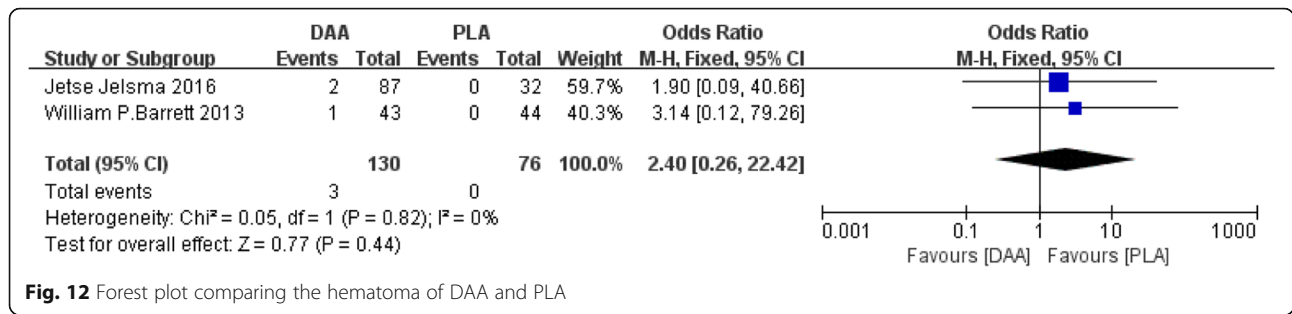 DAA PLA Odds Ratio Odds Ratio
Study or Subgroup Events Total Events Total Weight M-H, Fixed, 95% CI M-H, Fixed, 95% CI
Jetse Jelsma 2016 2 87 0 32 59.7% 1.90 [0.09, 40.66]
William P.Barrett 2013 1 43 0 44 40.3% 3.14 [0.12, 79.26]
Total (95% CI) 130 76 100.0% 2.40 [0.26, 22.42]
Total events 3 0
Heterogeneity: Chi² = 0.05, df = 1 (P = 0.82); I² = 0%
Test for overall effect: Z = 0.77 (P = 0.44)
0.001 0.1 1 10 1000
Favours [DAA] Favours [PLA]
Fig. 12 Forest plot comparing the hematoma of DAA and PLA